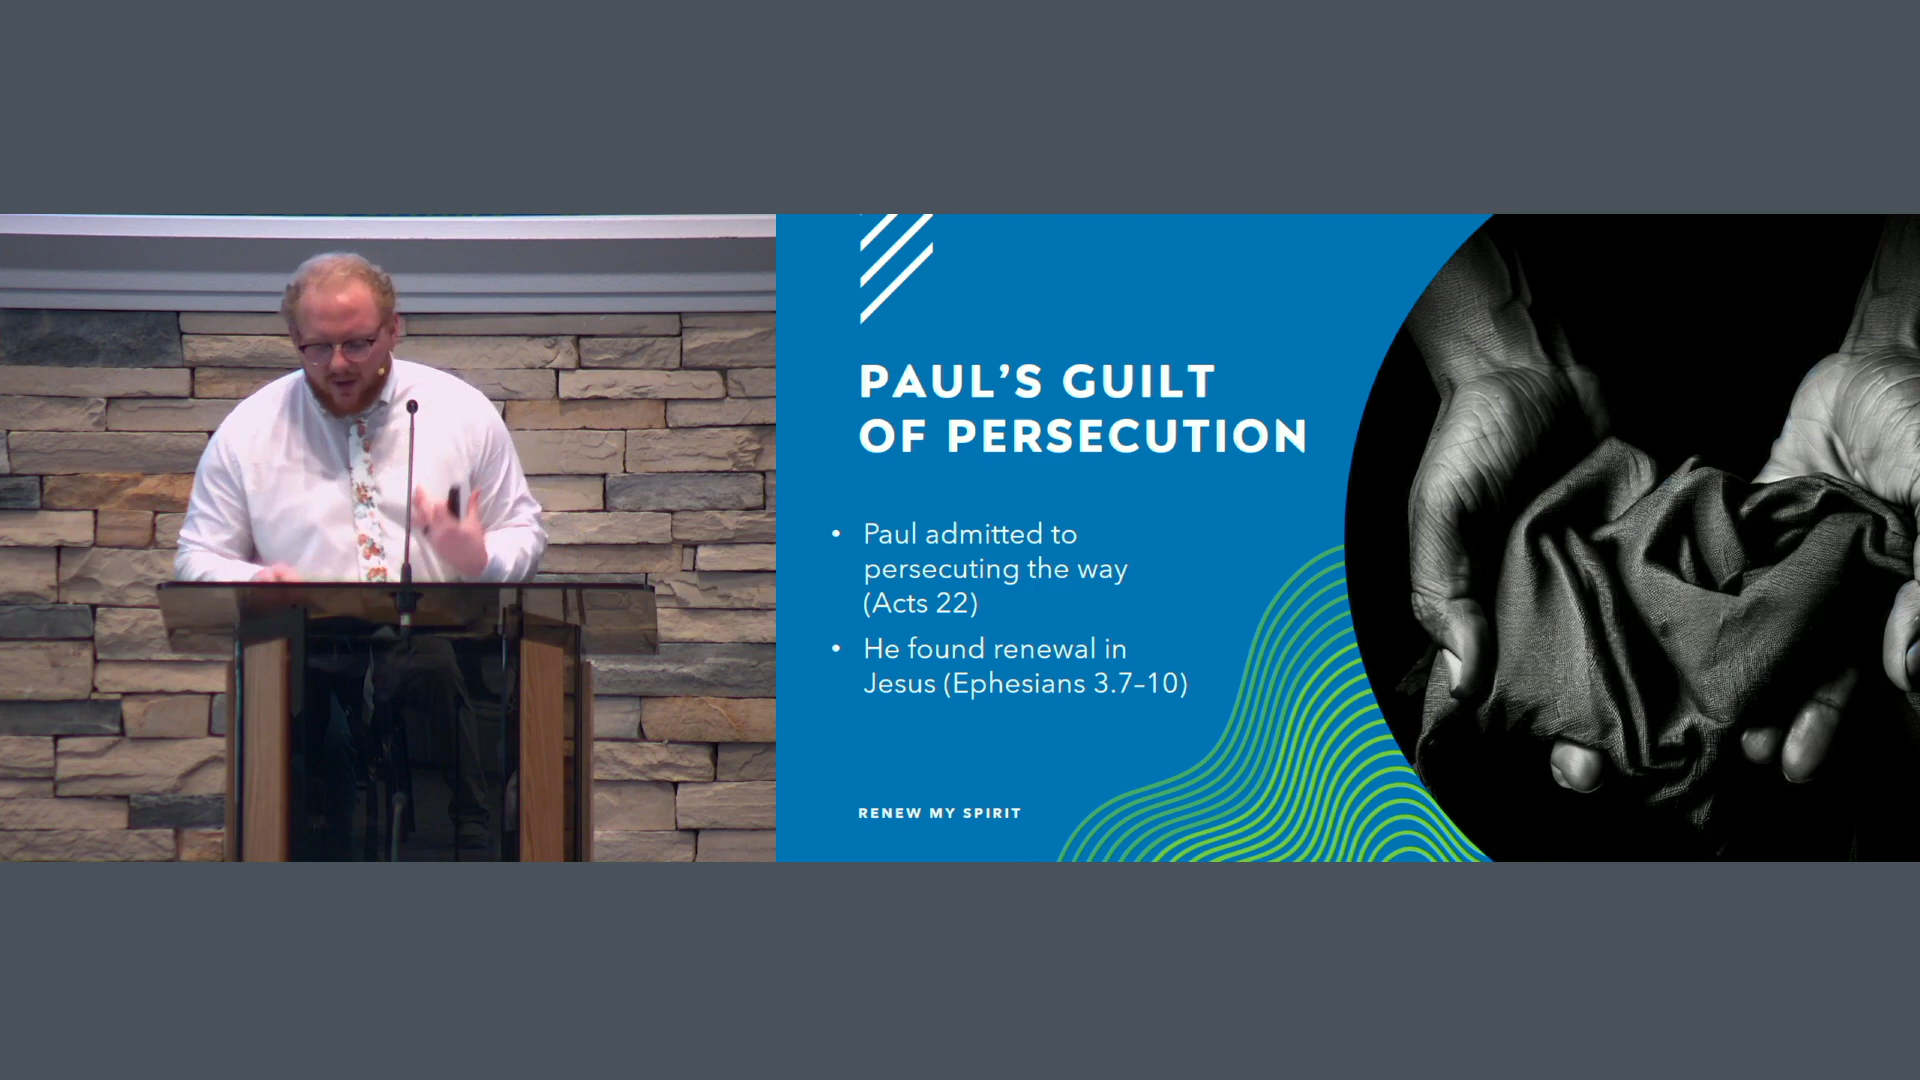 PAUL’S GUILT
OF PERSECUTION
• Paul admitted to
persecuting the way
(Acts 22)
• He found renewal in
Jesus (Ephesians 3.7–10)
RENEW MY SPIRIT